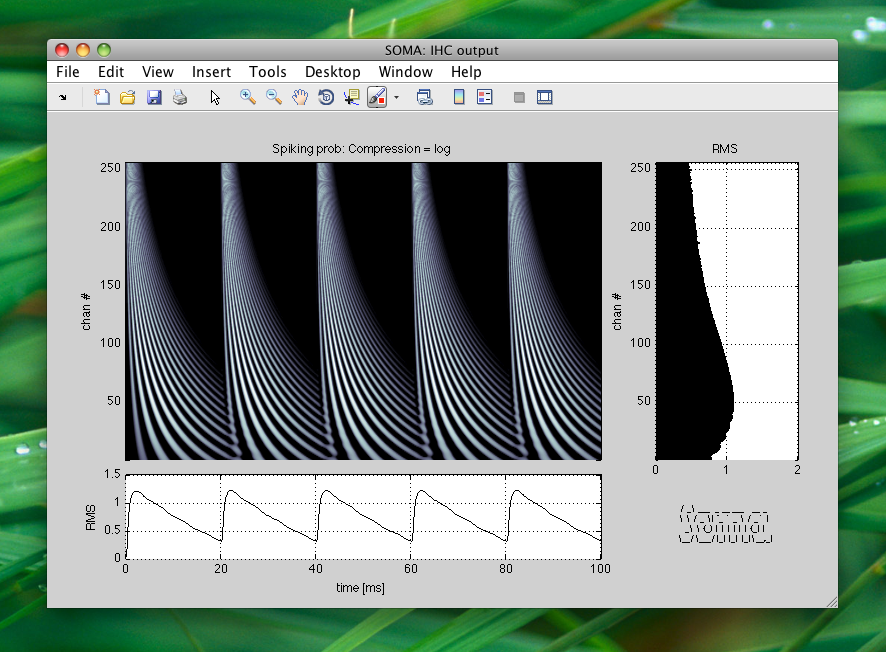 SOMA: IHC output
File Edit View Insert Tools Desktop Window Help
Spiking prob: Compression = log
250
200
150
100
50
chan #
RMS
250
200
150
100
50
chan #
0 1 2
1.5
1
0.5
0
RMS
0 20 40 60 80 100
time [ms]